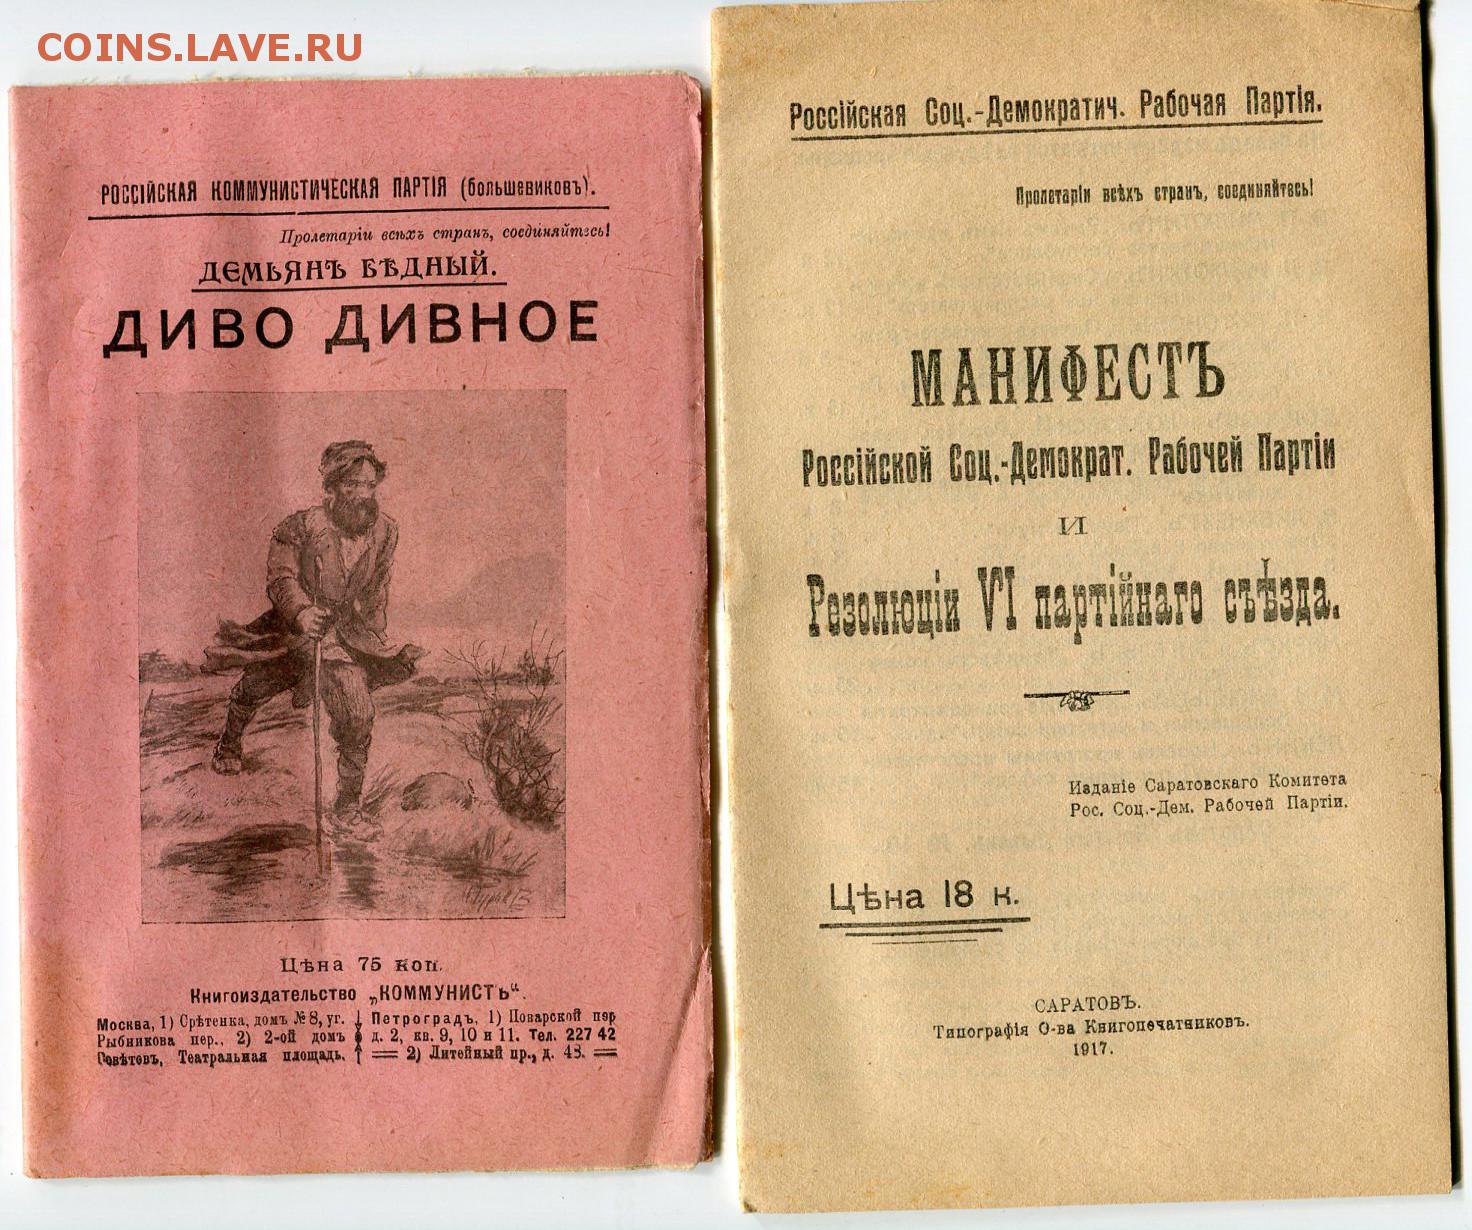 COINS.LAVE.RU
РОССІЙСКАЯ КОММУНИСТИЧЕСКАЯ ПАРТІЯ (большевиковъ).
Пролетаріи всѣхъ стран, соединяйтесь!
ДЕМЬЯНЪ БѢДНЫЙ.
ДИВО ДИВНОЕ
Цѣна 75 коп.
Книгоиздательство „КОММУНИСТЪ“.
Москва, 1) Срѣтенка, домъ № 8, уг.
Рыбникова пер., 2) 2-ой домъ
Совѣтовъ, Театральная площадь.
Петроградъ, 1) Поварской пер
д. 2, кв. 9, 10 и 11. Тел. 227 42
2) Литейный пр., д. 48.
Россійская Соц.-Демократич. Рабочая Партія.
Пролетаріи всѣхъ стран, соединяйтесь!
МАНИФЕСТЪ
Россійской Соц.-Демократ. Рабочей Партіи
И
Резолюціи VI партійнаго съѣзда.
Изданіе Саратовскаго Комитета
Рос. Соц.-Дем. Рабочей Партіи.
Цѣна 18 к.
САРАТОВЪ.
Типографія О-ва Книгопечатниковъ.
1917.